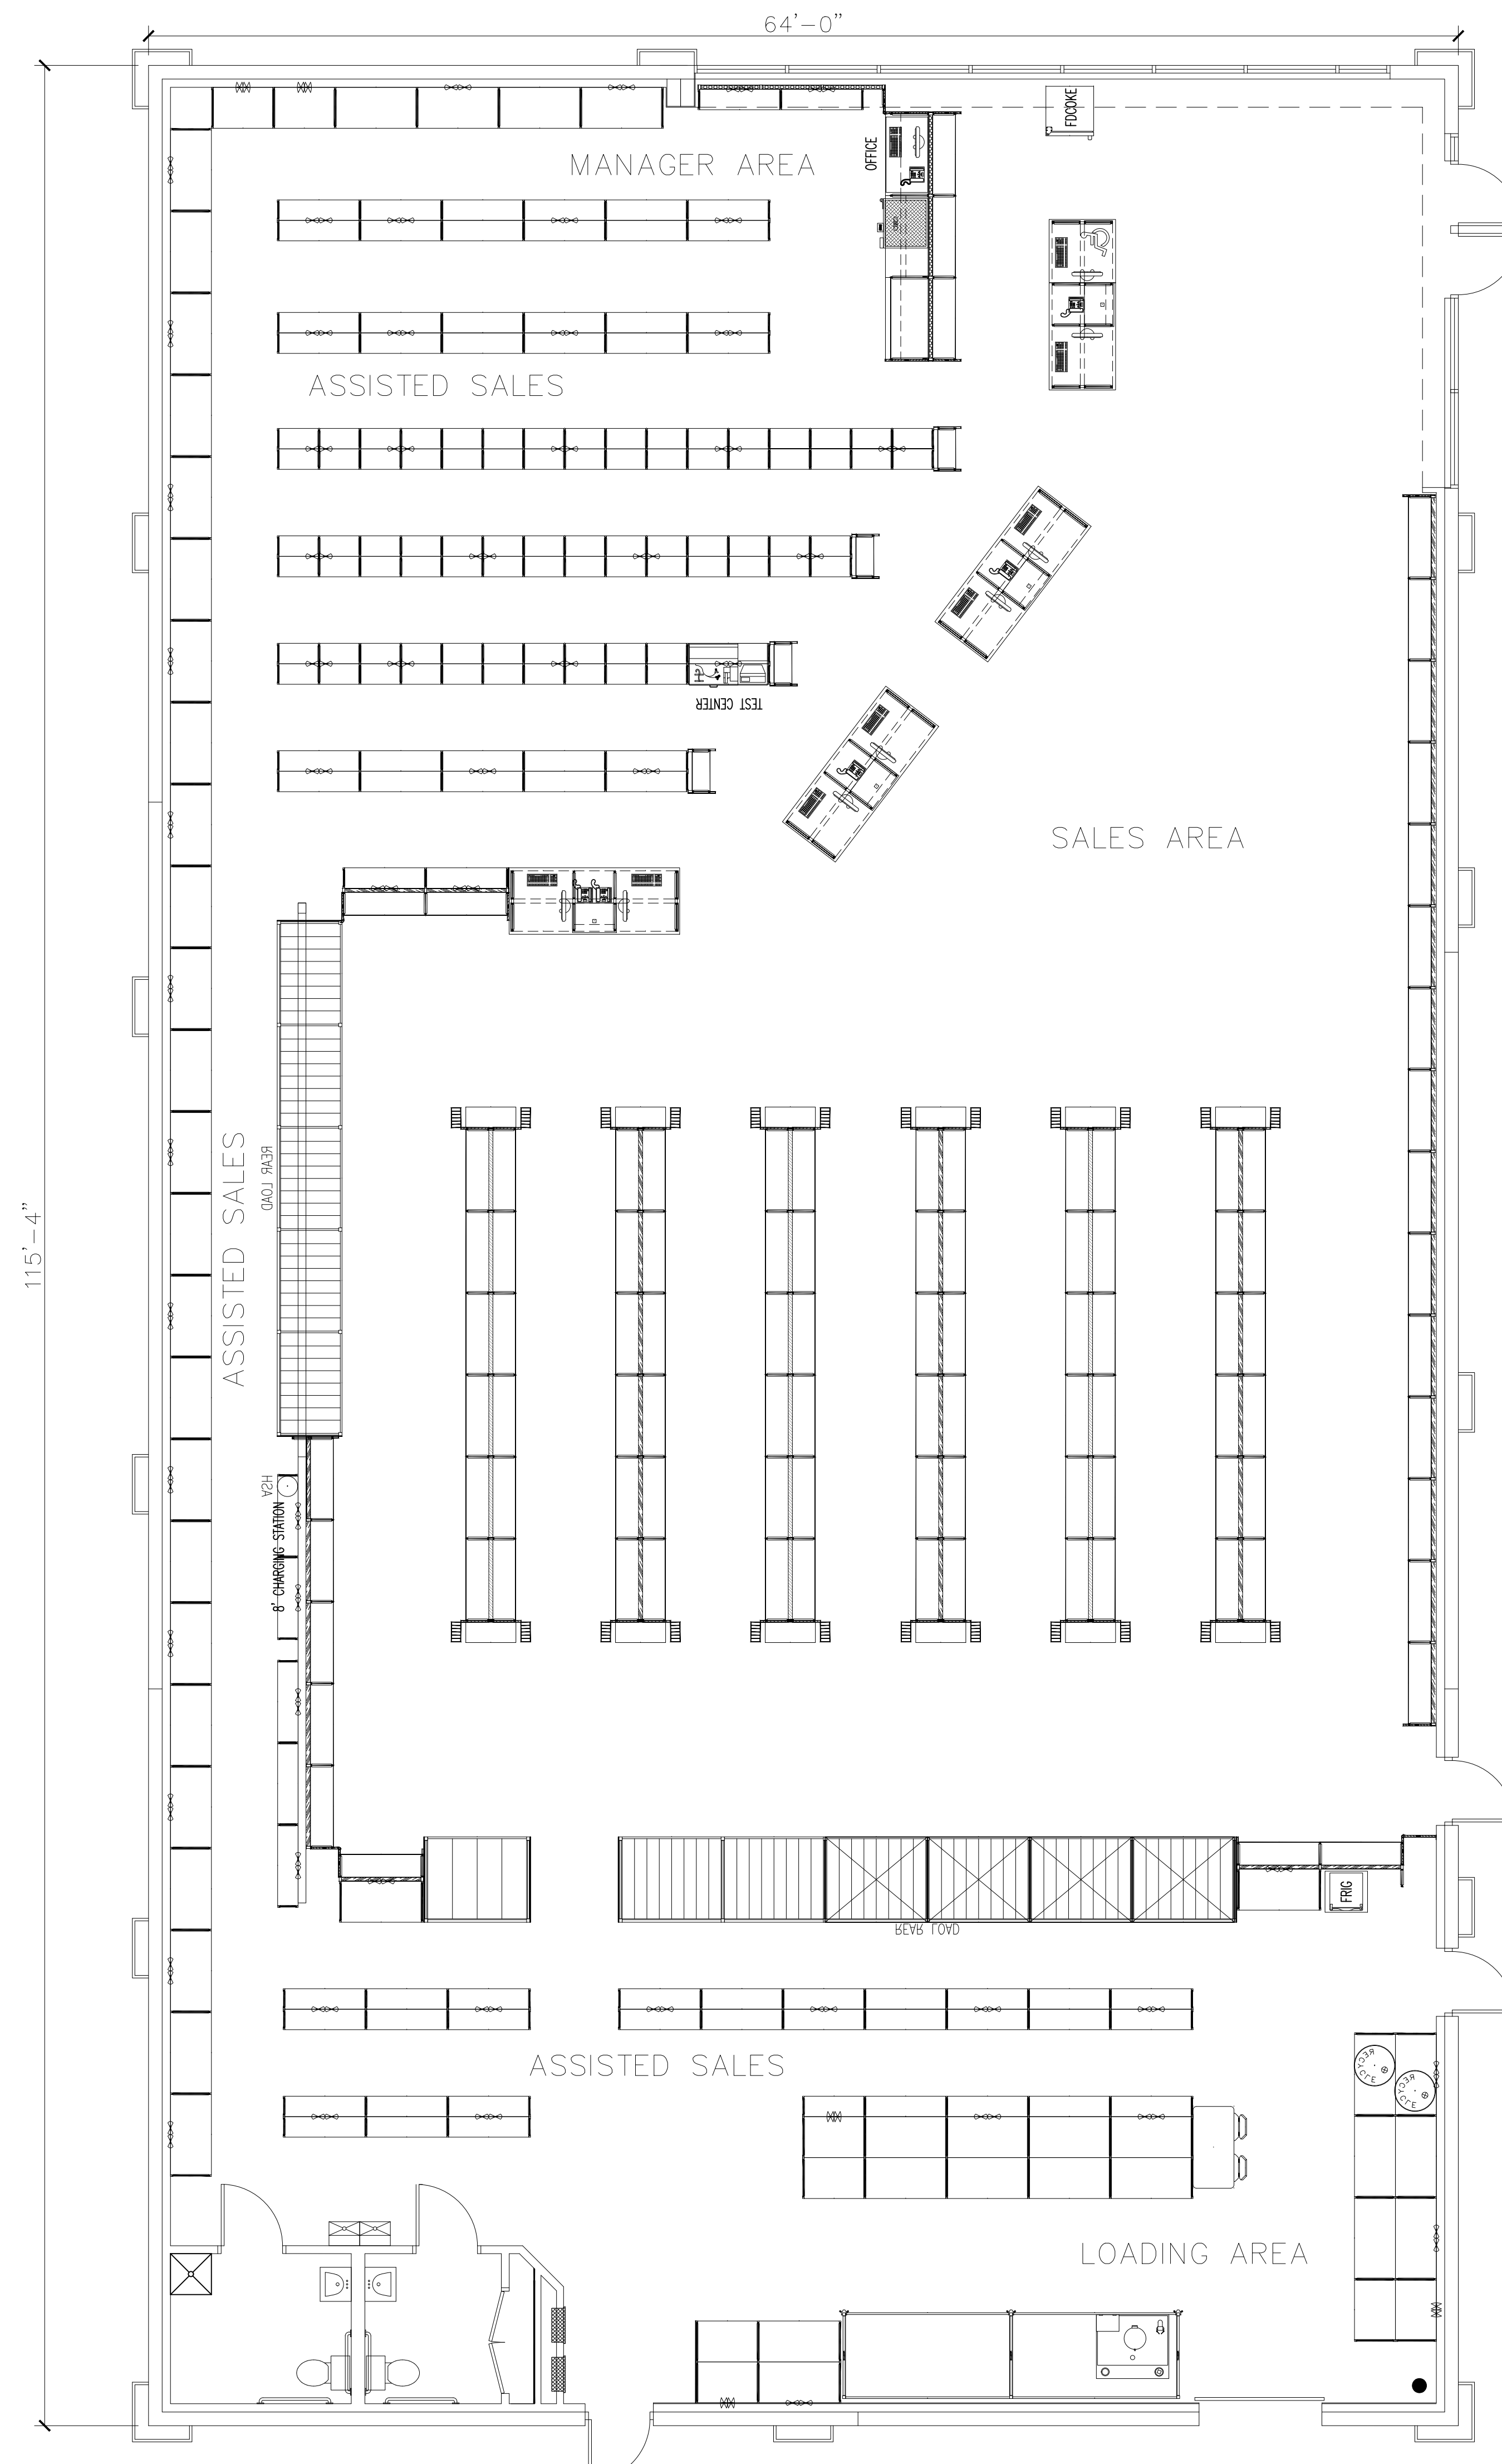 64'-0"
FDCOKE
MANAGER AREA
OFFICE
ASSISTED SALES
TEST CENTER
SALES AREA
115'-4"
ASSISTED SALES
REAR LOAD
HSA
8' CHARGING STATION
FRIG
REAR LOAD
ASSISTED SALES
RECYCLE
RECYCLE
LOADING AREA